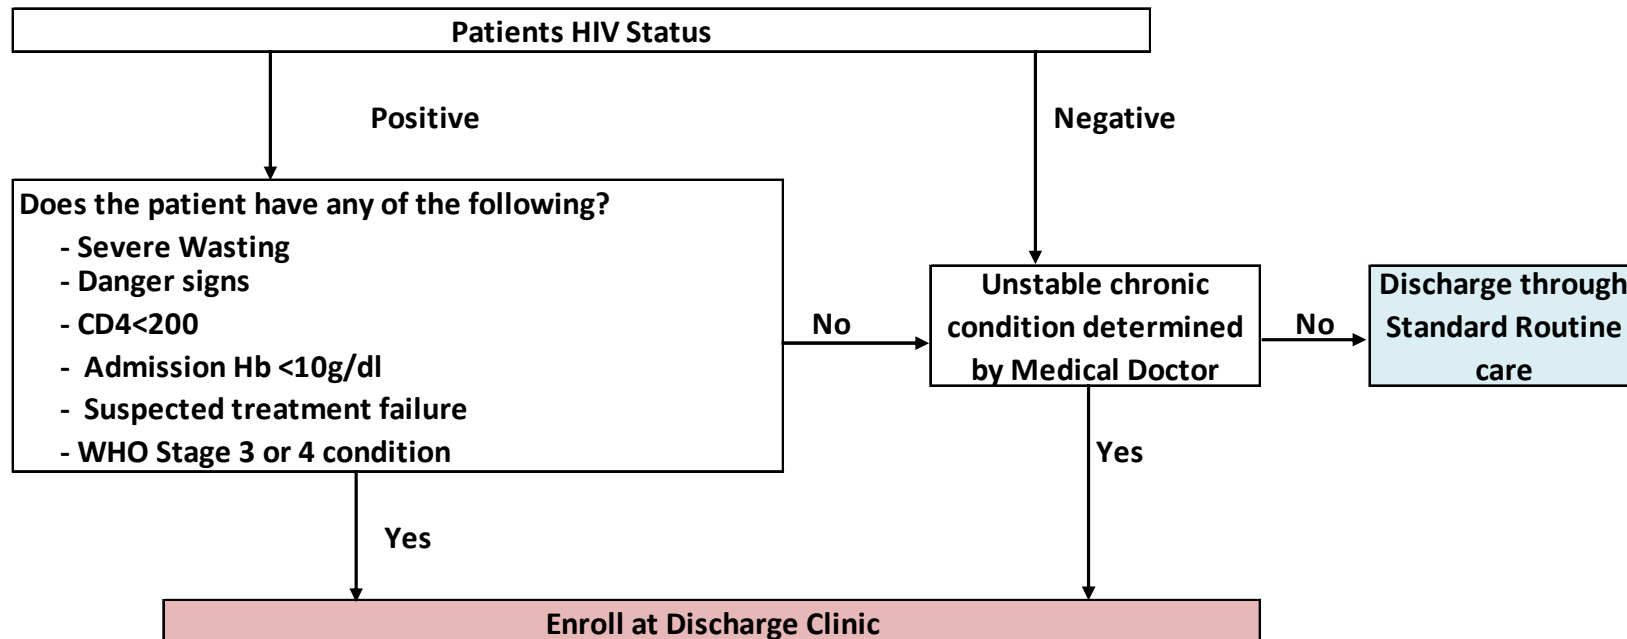 Patients HIV Status
Positive
Negative
Does the patient have any of the following?
- Severe Wasting
- Danger signs
- CD4<200
- Admission Hb <10g/dl
- Suspected treatment failure
- WHO Stage 3 or 4 condition
No
Unstable chronic
condition determined
by Medical Doctor
No
Discharge through
Standard Routine
care
Yes
Yes
Enroll at Discharge Clinic